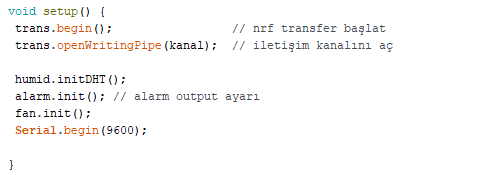 void setup() {
trans.begin();                // nrf transfer başlat
trans.openWritingPipe(kanal);  // iletişim kanalını aç
humid.initDHT();
alarm.init(); // alarm output ayarı
fan.init();
Serial.begin(9600);
}